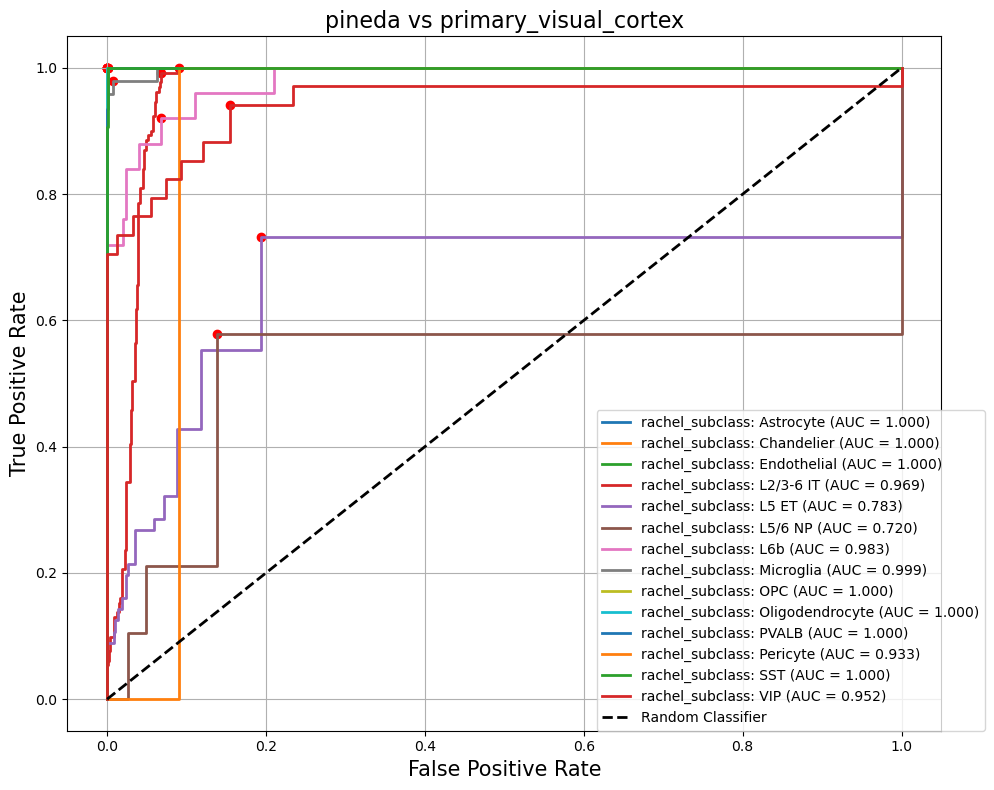 pineda vs primary_visual_cortex
True Positive Rate
1.0
0.8
0.6
0.4
0.2
0.0
rachel_subclass: Astrocyte (AUC = 1.000)
rachel_subclass: Chandelier (AUC = 1.000)
rachel_subclass: Endothelial (AUC = 1.000)
rachel_subclass: L2/3-6 IT (AUC = 0.969)
rachel_subclass: L5 ET (AUC = 0.783)
rachel_subclass: L5/6 NP (AUC = 0.720)
rachel_subclass: L6b (AUC = 0.983)
rachel_subclass: Microglia (AUC = 0.999)
rachel_subclass: OPC (AUC = 1.000)
rachel_subclass: Oligodendrocyte (AUC = 1.000)
rachel_subclass: PVALB (AUC = 1.000)
rachel_subclass: Pericyte (AUC = 0.933)
rachel_subclass: SST (AUC = 1.000)
rachel_subclass: VIP (AUC = 0.952)
Random Classifier
0.0 0.2 0.4 0.6 0.8 1.0
False Positive Rate